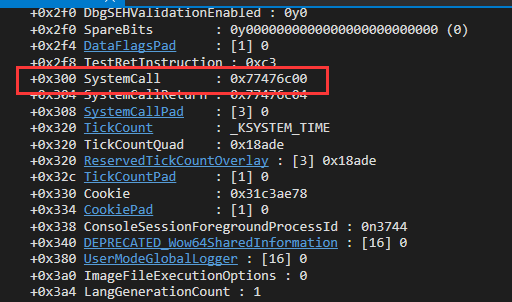 +0x2f0 DbgSEHValidationEnabled : 0y0
+0x2f0 SpareBits : 0y0000000000000000000000000 (0)
+0x2f4 DataFlagsPad : [1] 0
+0x2f8 TestRetInstruction : 0xc3
+0x300 SystemCall : 0x77476c00
+0x304 SystemCallReturn : 0x77476c04
+0x308 SystemCallPad : [3] 0
+0x320 TickCount : _KSYSTEM_TIME
+0x320 TickCountQuad : 0x18ade
+0x320 ReservedTickCountOverlay : [3] 0x18ade
+0x32c TickCountPad : [1] 0
+0x330 Cookie : 0x31c3ae78
+0x334 CookiePad : [1] 0
+0x338 ConsoleSessionForegroundProcessId : 0n3744
+0x340 DEPRECATED_Wow64SharedInformation : [16] 0
+0x380 UserModeGlobalLogger : [16] 0
+0x3a0 ImageFileExecutionOptions : 0
+0x3a4 LangGenerationCount : 1